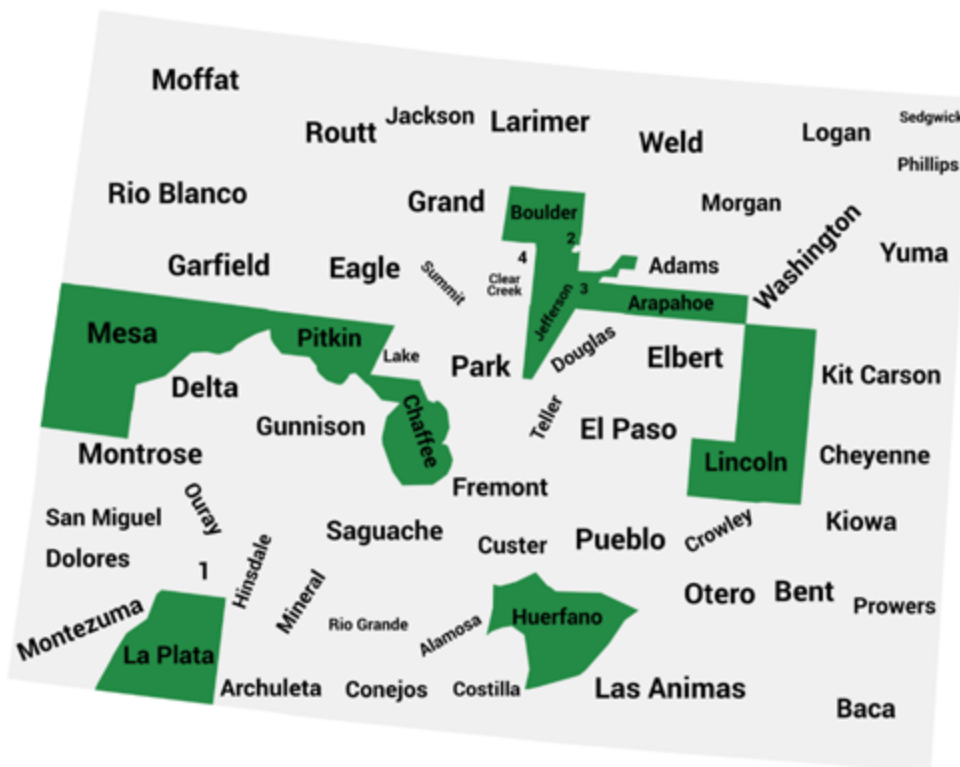 Moffat
Routt
Jackson
Larimer
Weld
Logan
Sedgwick
Phillips
Rio Blanco
Grand
Boulder
2
Morgan
Washington
Yuma
Garfield
Eagle
Summit
4
Clear
Creek
Jefferson
3
Adams
Arapahoe
Mesa
Pitkin
Lake
Park
Douglas
Elbert
Kit Carson
Delta
Gunnison
Chaffee
Teller
El Paso
Lincoln
Cheyenne
Montrose
Fremont
San Miguel
Ouray
Saguache
Custer
Pueblo
Crowley
Kiowa
Dolores
1
Hinsdale
Mineral
Otero
Bent
Prowers
Montezuma
La Plata
Rio Grande
Alamosa
Huerfano
Archuleta
Conejos
Costilla
Las Animas
Baca